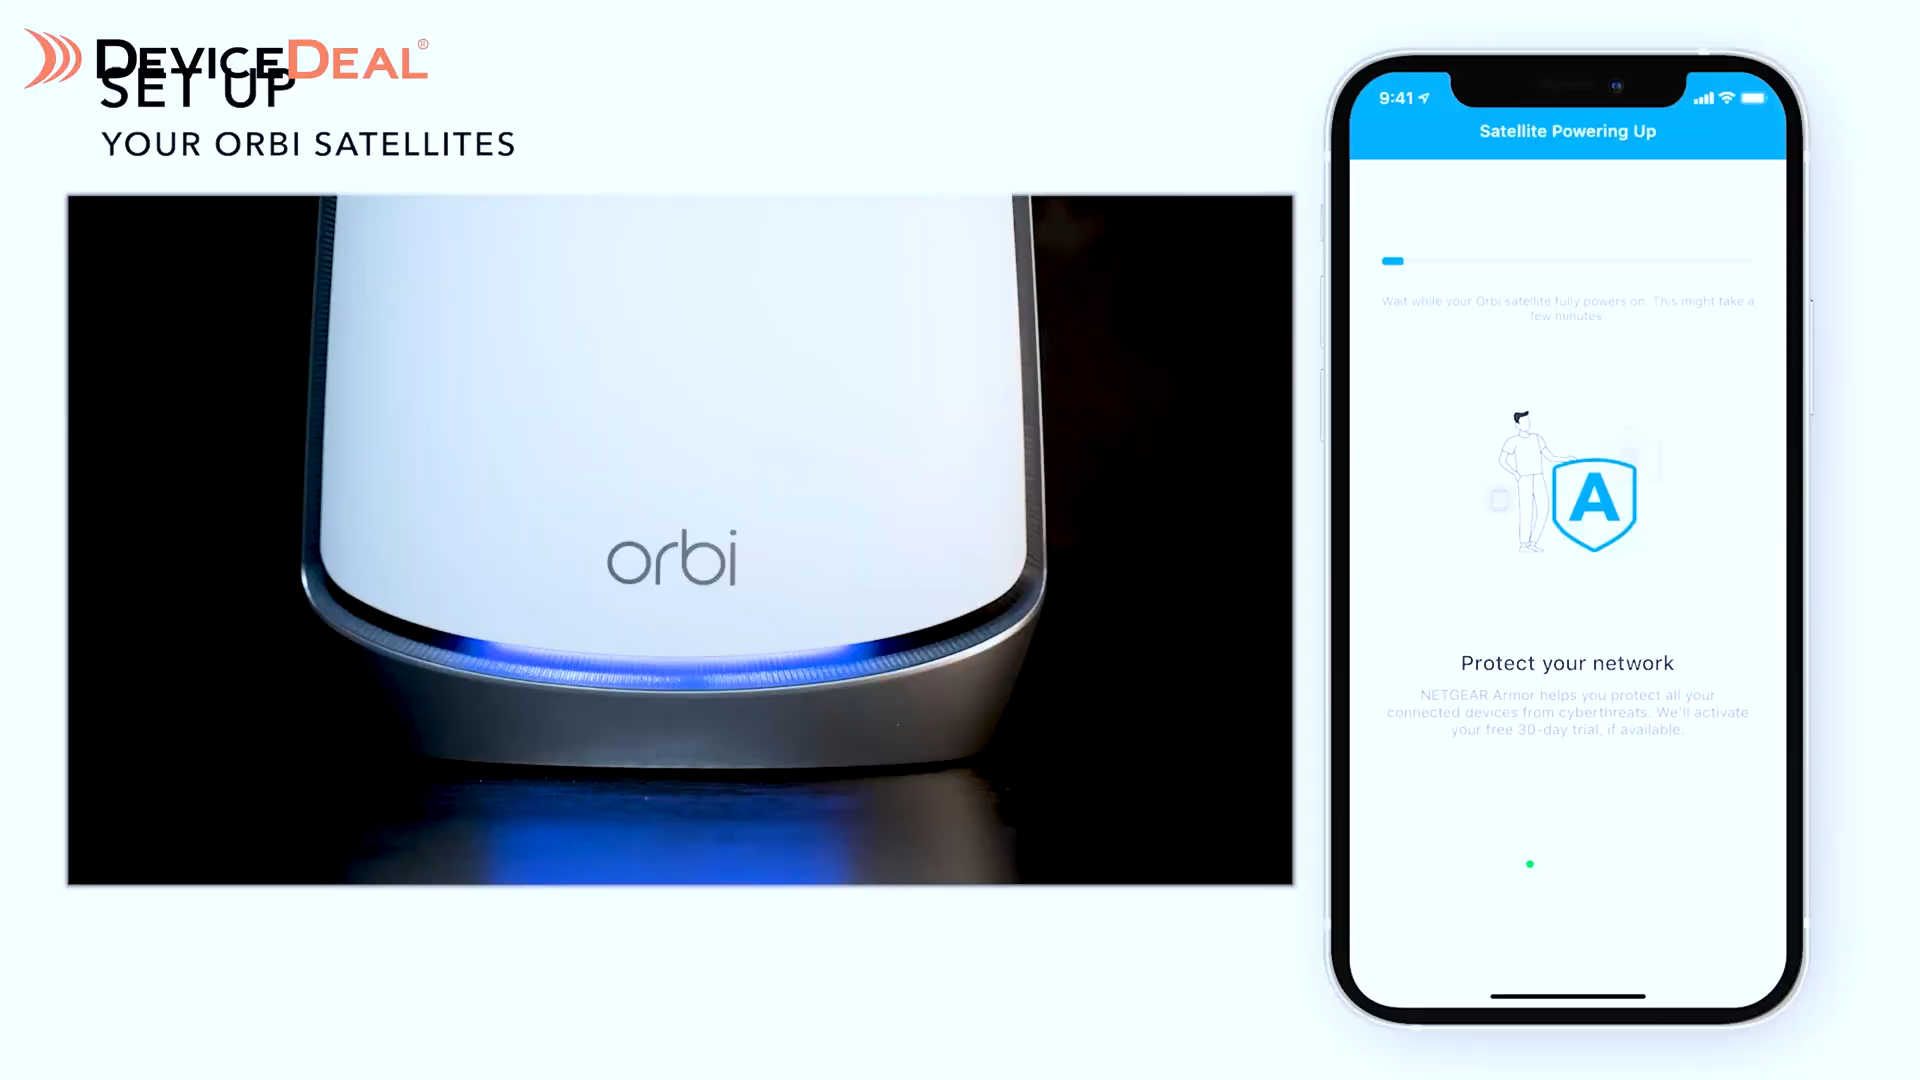 DEVICEDEAL®
SET UP
YOUR ORBI SATELLITES
orbi
9:41
Satellite Powering Up
Wait while your Orbi satellite fully powers on. This might take a
few minutes.
A
Protect your network
NETGEAR Armor helps you protect all your
connected devices from cyberthreats. We'll activate
your free 30-day trial, if available.